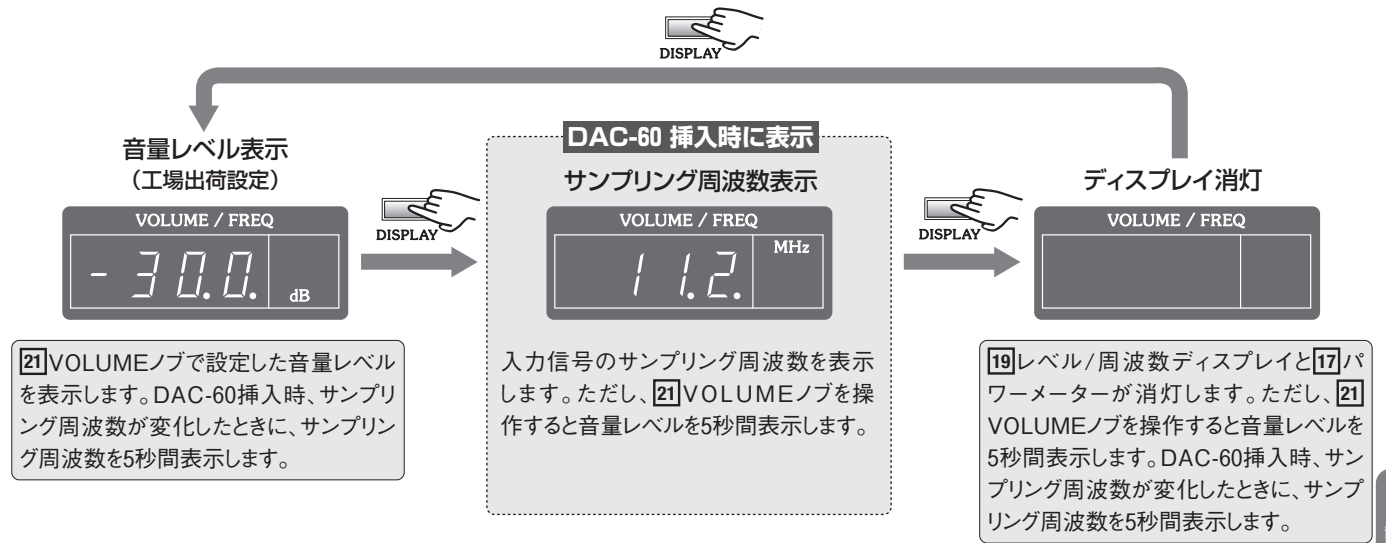 DISPLAY
音量レベル表示
（工場出荷設定）
VOLUME / FREQ
- 30.0.
dB
21VOLUMEノブで設定した音量レベル
を表示します。DAC-60挿入時、サンプリ
ング周波数が変化したときに、サンプリン
グ周波数を5秒間表示します。
DISPLAY
DAC-60 挿入時に表示
サンプリング周波数表示
VOLUME / FREQ
11.2.
MHz
入力信号のサンプリング周波数を表示
します。ただし、21VOLUMEノブを操
作すると音量レベルを5秒間表示します。
DISPLAY
ディスプレイ消灯
VOLUME / FREQ
19レベル/周波数ディスプレイと17パ
ワーメーターが消灯します。ただし、21
VOLUMEノブを操作すると音量レベルを
5秒間表示します。DAC-60挿入時、サン
プリング周波数が変化したときに、サンプ
リング周波数を5秒間表示します。